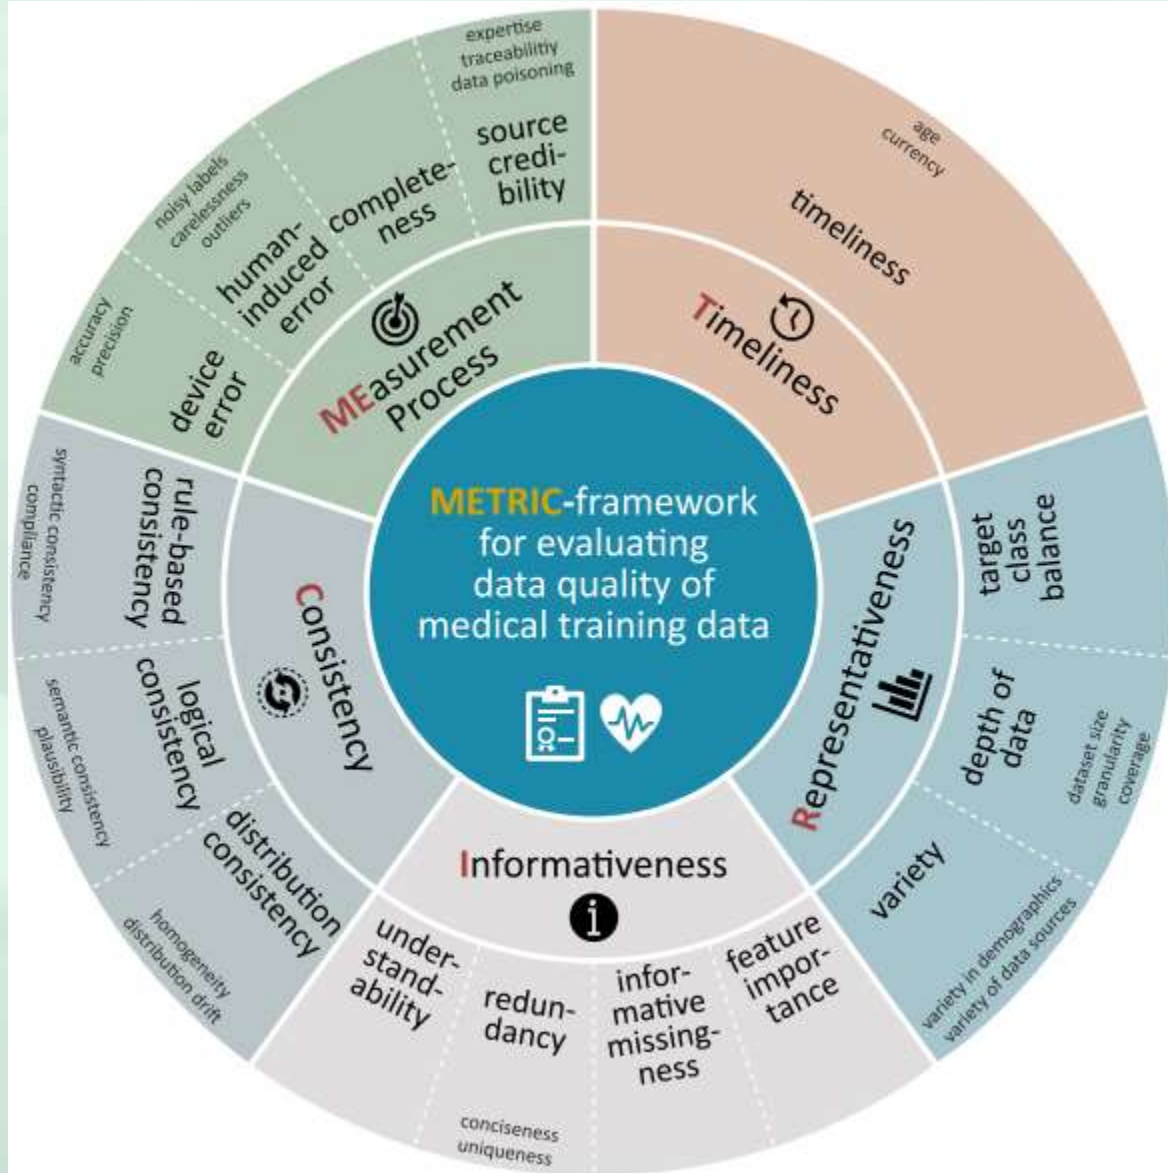 METRIC-framework
for evaluating
data quality of
medical training data
MEasurement
Process
expertise
traceabilitiy
data poisoning
source
credi-
bility
complete-
ness
noisy labels
carelessness
outliers
human-
induced
error
accuracy
precision
device
error
Timeliness
timeliness
age
currency
Representativeness
target
class
balance
depth of
data
dataset size
granularity
coverage
variety
variety in demographics
variety of data sources
Informativeness
i
feature
impor-
tance
infor-
mative
missing-
ness
redun-
dancy
conciseness
uniqueness
under-
stand-
ability
Consistency
distribution
consistency
homogeneity
distribution drift
logical
consistency
semantic consistency
plausibility
rule-based
consistency
syntactic consistency
compliance